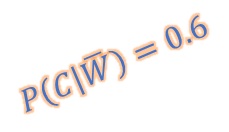 P(C|W̄) = 0.6